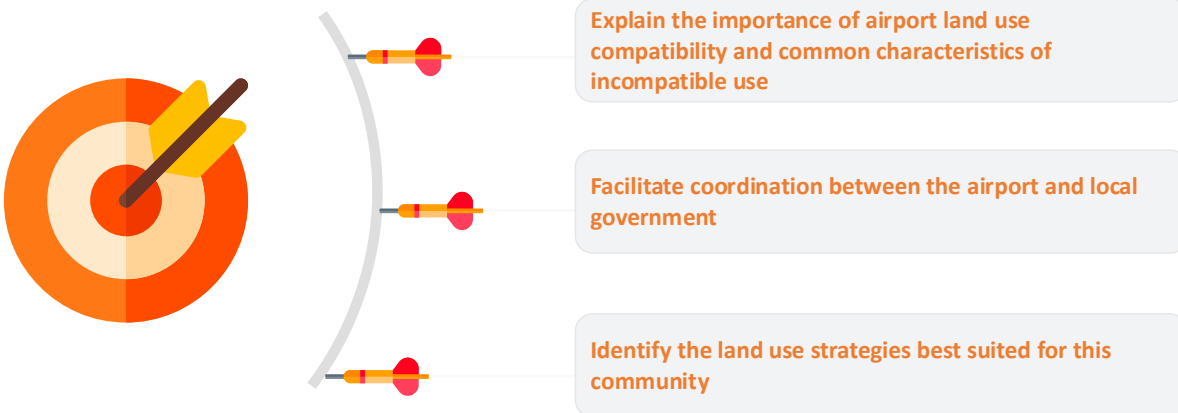 Explain the importance of airport land use
compatibility and common characteristics of
incompatible use
Facilitate coordination between the airport and local
government
Identify the land use strategies best suited for this
community